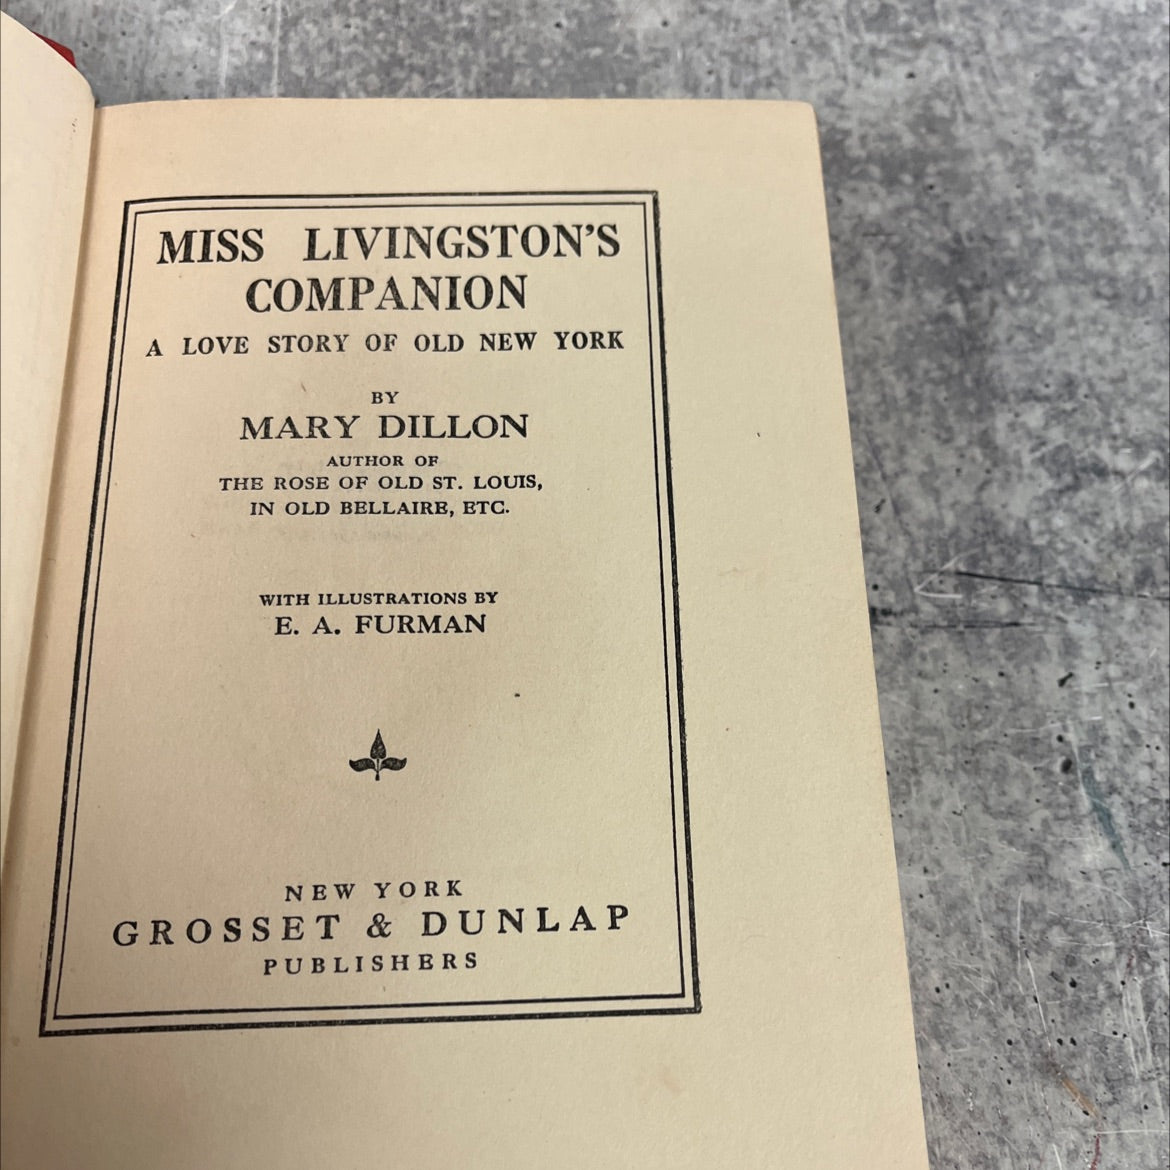 MISS LIVINGSTON'S
COMPANION
A LOVE STORY OF OLD NEW YORK
BY
MARY DILLON
AUTHOR OF
THE ROSE OF OLD ST. LOUIS,
IN OLD BELLAIRE, ETC.
WITH ILLUSTRATIONS BY
E. A. FURMAN
NEW YORK
GROSSET & DUNLAP
PUBLISHERS